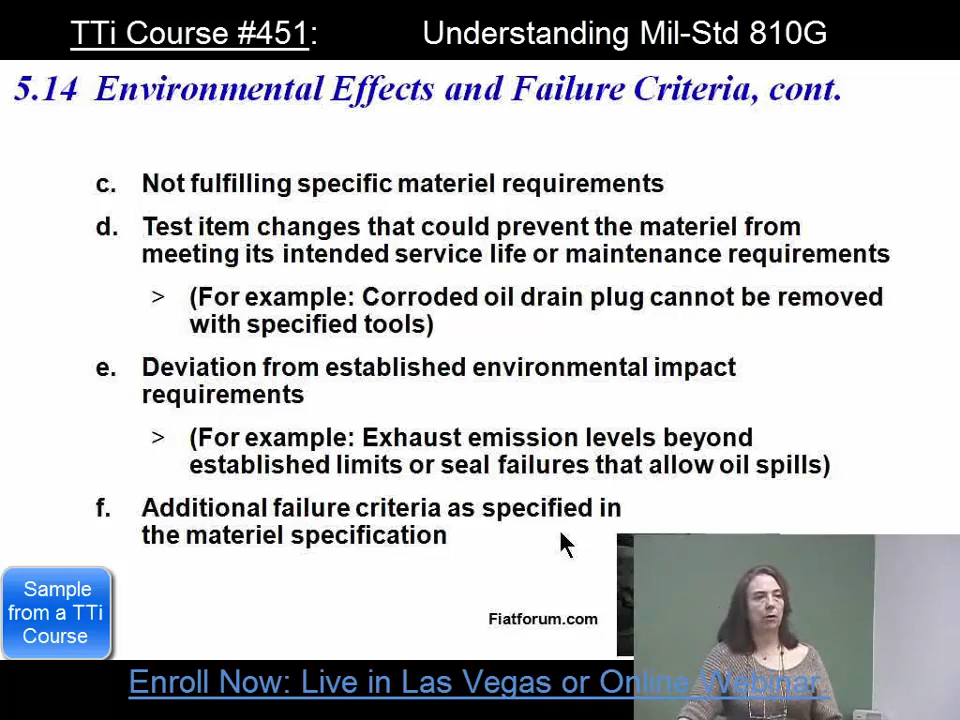 TTi Course #451: Understanding Mil-Std 810G
5.14 Environmental Effects and Failure Criteria, cont.
c. Not fulfilling specific materiel requirements
d. Test item changes that could prevent the materiel from
meeting its intended service life or maintenance requirements
> (For example: Corroded oil drain plug cannot be removed
with specified tools)
e. Deviation from established environmental impact
requirements
> (For example: Exhaust emission levels beyond
established limits or seal failures that allow oil spills)
f. Additional failure criteria as specified in
the materiel specification
Sample
from a TTi
Course
Fiatforum.com
Enroll Now: Live in Las Vegas or Online Webinar